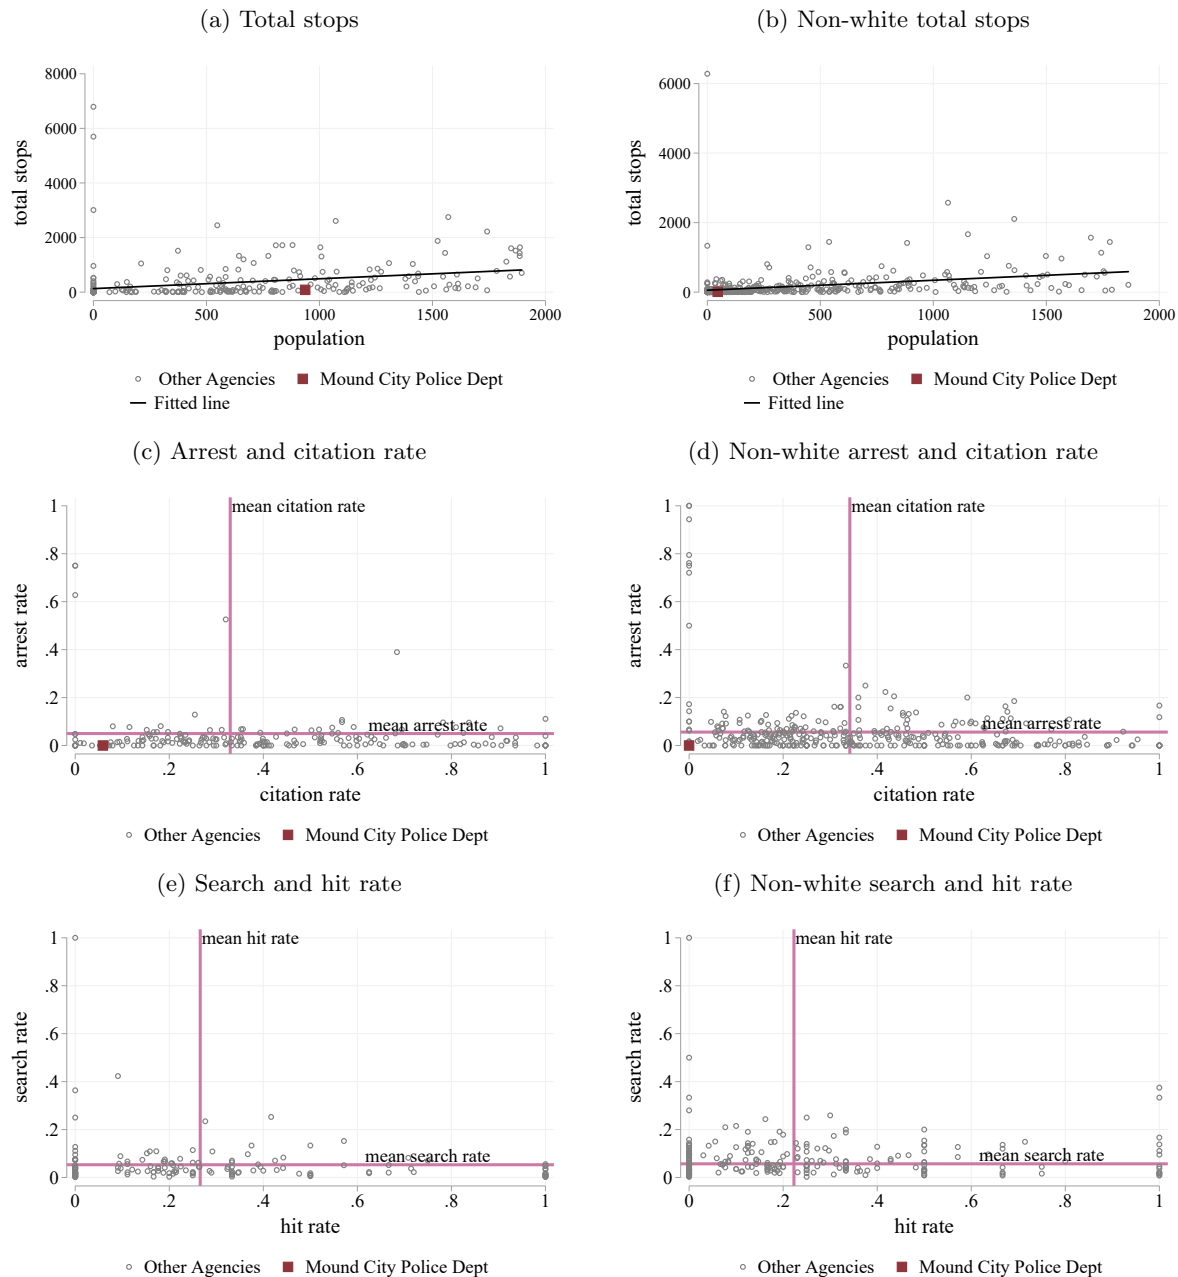 (a) Total stops
total stops
8000
6000
4000
2000
0
0 500 1000 1500 2000
population
Other Agencies Mound City Police Dept
Fitted line
(b) Non-white total stops
total stops
6000
4000
2000
0
0 500 1000 1500 2000
population
Other Agencies Mound City Police Dept
Fitted line
(c) Arrest and citation rate
mean citation rate
arrest rate
1
.8
.6
.4
.2
0
mean arrest rate
0 .2 .4 .6 .8 1
citation rate
Other Agencies Mound City Police Dept
(d) Non-white arrest and citation rate
mean citation rate
arrest rate
1
.8
.6
.4
.2
0
mean arrest rate
0 .2 .4 .6 .8 1
citation rate
Other Agencies Mound City Police Dept
(e) Search and hit rate
mean hit rate
search rate
1
.8
.6
.4
.2
0
mean search rate
0 .2 .4 .6 .8 1
hit rate
Other Agencies Mound City Police Dept
(f) Non-white search and hit rate
mean hit rate
search rate
1
.8
.6
.4
.2
0
mean search rate
0 .2 .4 .6 .8 1
hit rate
Other Agencies Mound City Police Dept